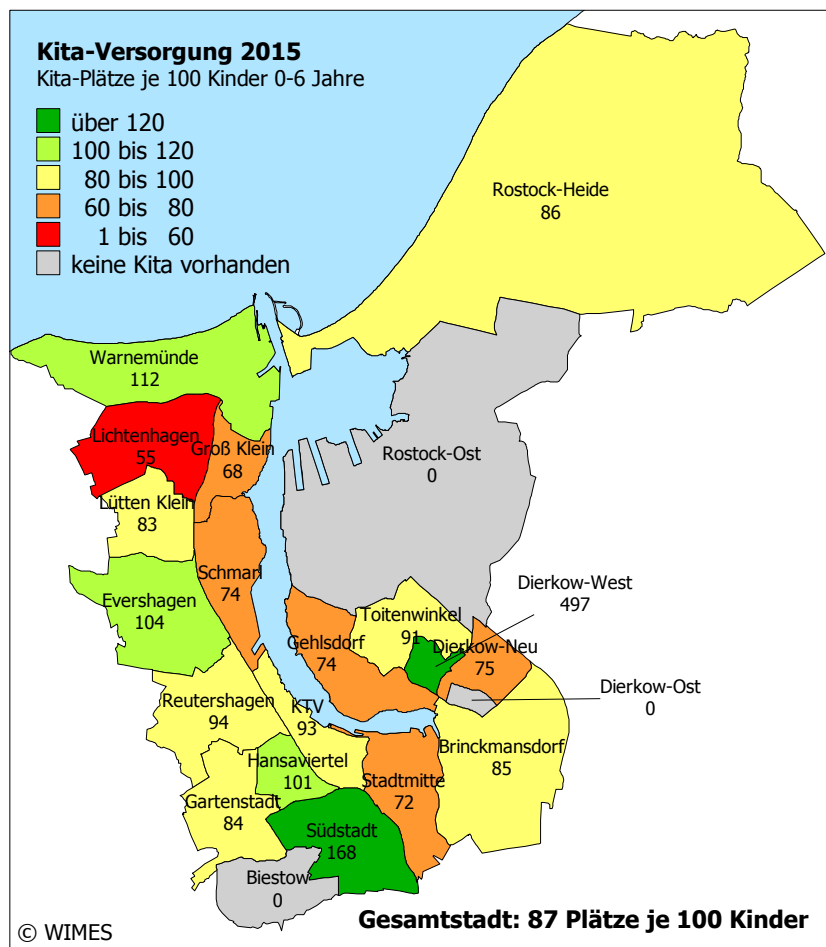 Kita-Versorgung 2015
Kita-Plätze je 100 Kinder 0-6 Jahre
über 120
100 bis 120
80 bis 100
60 bis 80
1 bis 60
keine Kita vorhanden
Rostock-Heide
86
Warnemünde
112
Lichtenhagen
55
Groß Klein
68
Rostock-Ost
0
Lütten Klein
83
Schmarl
74
Evershagen
104
Dierkow-West
497
Toitenwinkel
91
Gehlsdorf
74
Dierkow-Neu
75
Dierkow-Ost
0
Reutershagen
94
KTV
93
Brinckmansdorf
85
Hansaviertel
101
Stadtmitte
72
Gartenstadt
84
Südstadt
168
Biestow
0
Gesamtstadt: 87 Plätze je 100 Kinder
© WIMES